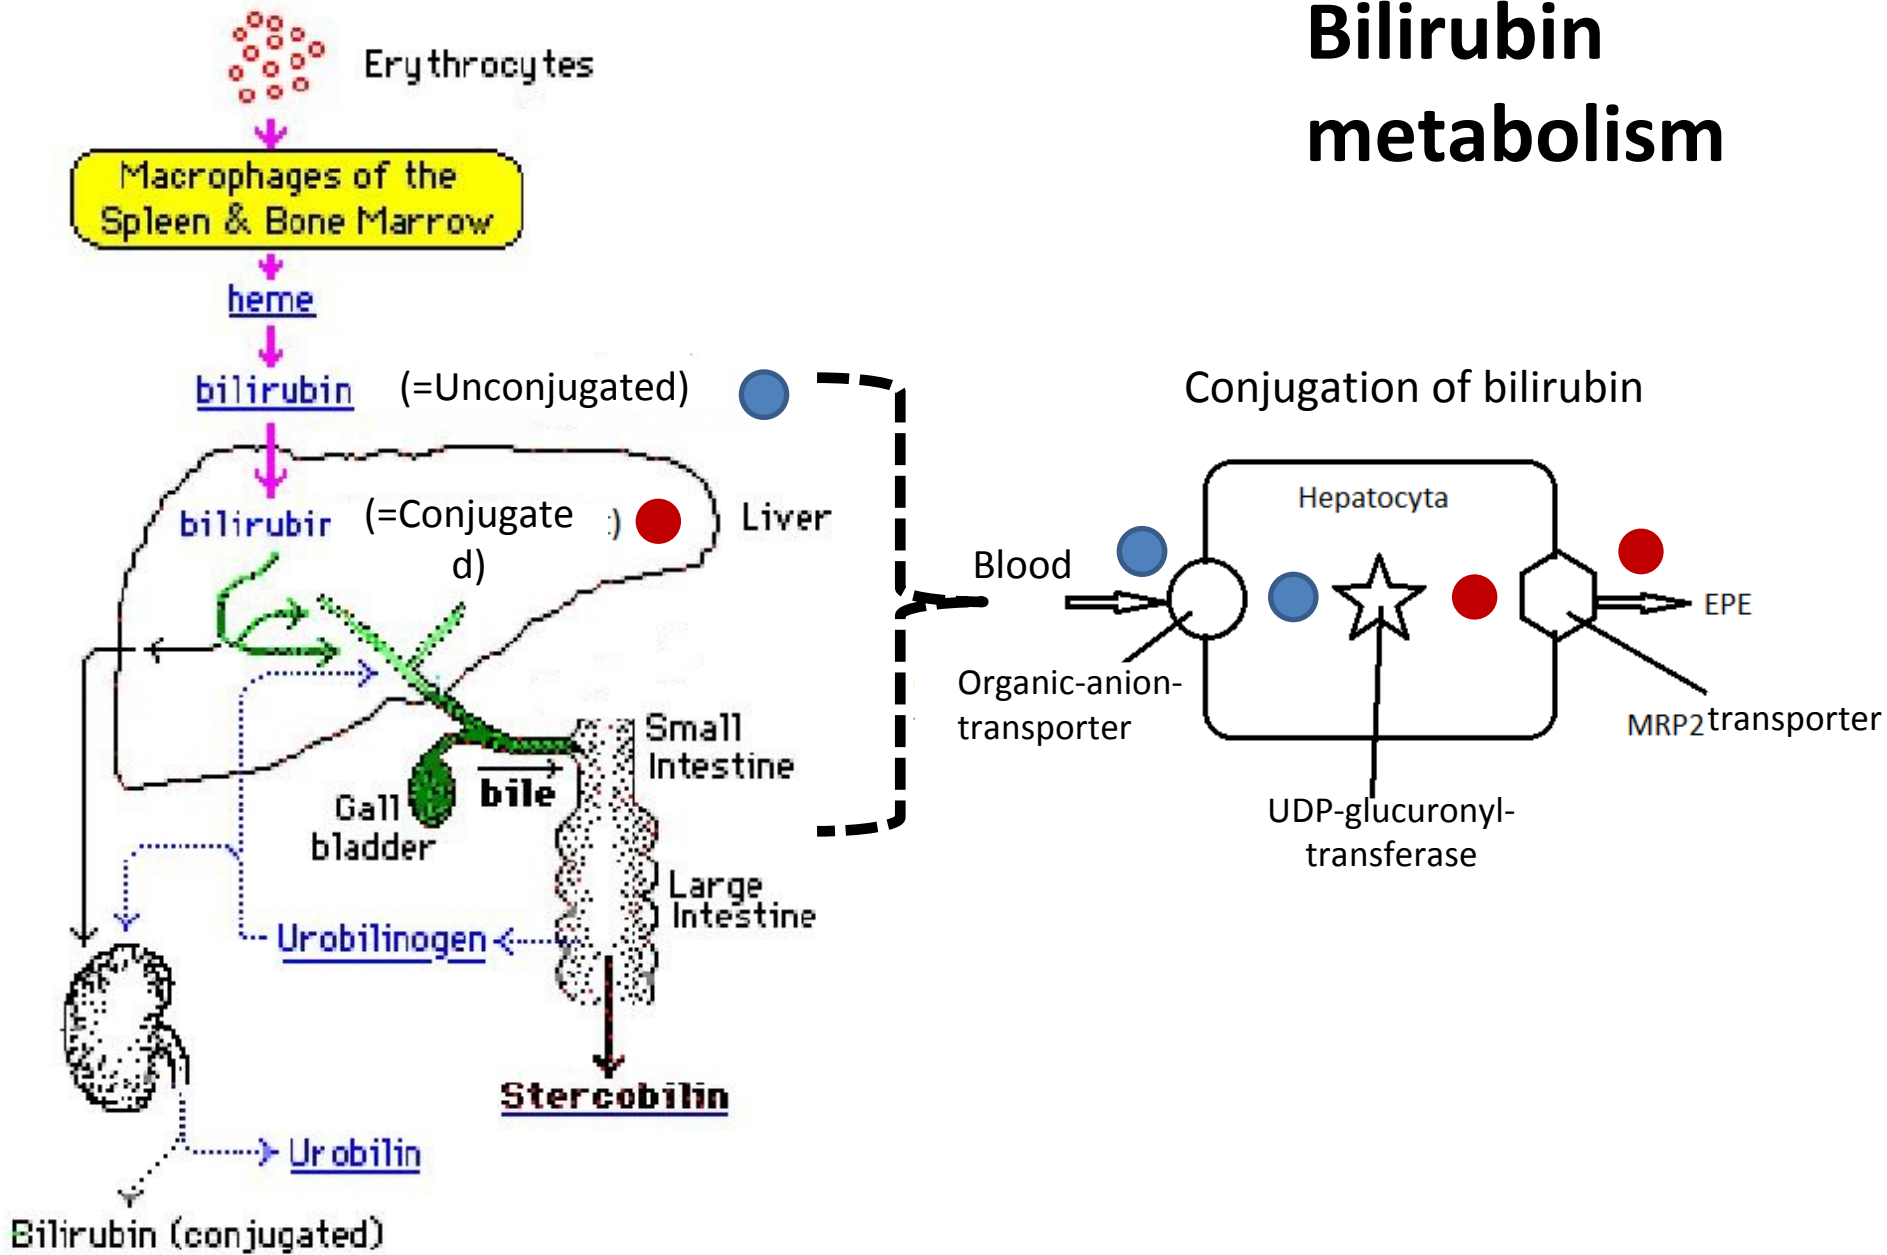 Bilirubin
metabolism
Erythrocytes
Macrophages of the
Spleen & Bone Marrow
heme
bilirubin (=Unconjugated)
bilirubir (=Conjugate :)
d)
Liver
Small
Intestine
bile
Gall
bladder
Large
Intestine
Urobilinogen
Stercobilin
Urobilin
Bilirubin (conjugated)
Conjugation of bilirubin
Hepatocyta
Blood
EPE
Organic-anion-
transporter
MRP2 transporter
UDP-glucuronyl-
transferase